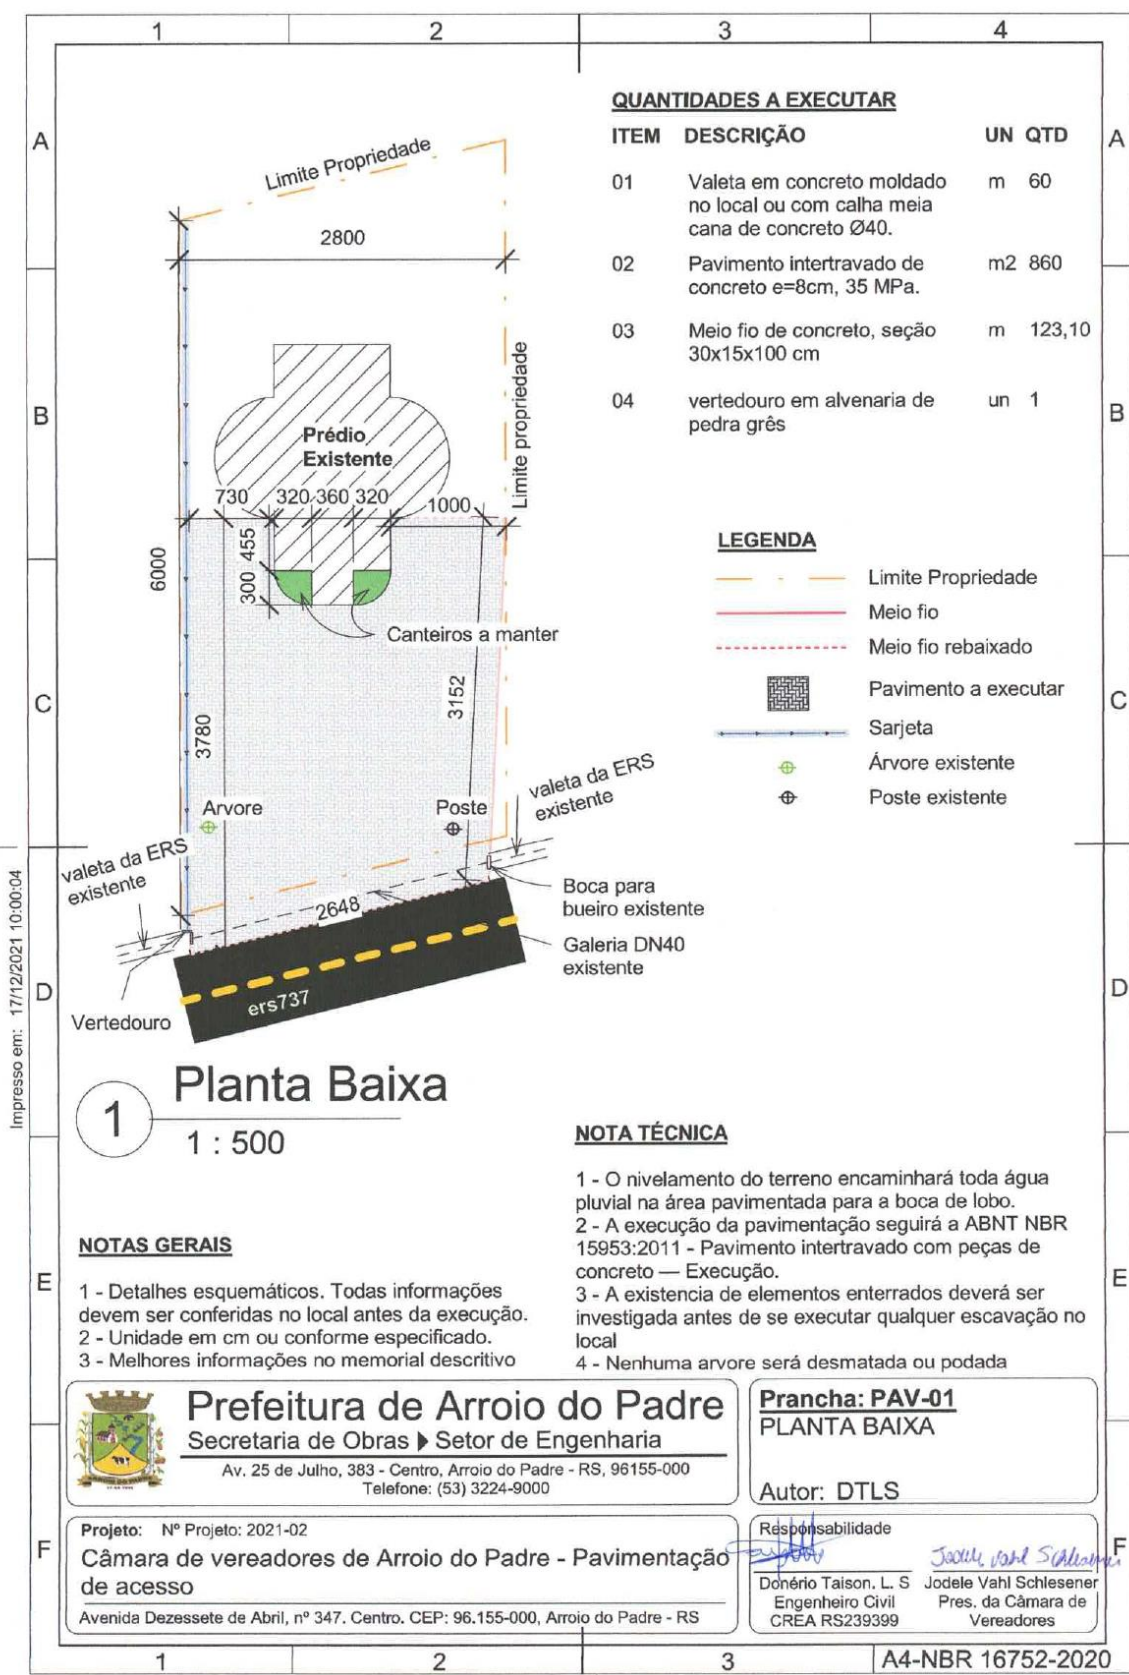 1 2 3 4
A
B
C
D
E
F
A
B
C
D
E
F
Impresso em: 17/12/2021 10:00:04
QUANTIDADES A EXECUTAR
ITEM DESCRIÇÃO UN QTD
01 Valeta em concreto moldado m 60
no local ou com calha meia
cana de concreto Ø40.
02 Pavimento intertravado de m2 860
concreto e=8cm, 35 MPa.
03 Meio fio de concreto, seção m 123,10
30x15x100 cm
04 vertedouro em alvenaria de un 1
pedra grês
Limite Propriedade
2800
Limite propriedade
Prédio
Existente
730 320 360 320 1000
455
300
6000
Canteiros a manter
3152
3780
Arvore
Poste
valeta da ERS
existente
valeta da ERS
existente
2648
Boca para
bueiro existente
Galeria DN40
existente
ers737
Vertedouro
LEGENDA
Limite Propriedade
Meio fio
Meio fio rebaixado
Pavimento a executar
Sarjeta
Árvore existente
Poste existente
1
Planta Baixa
1 : 500
NOTAS GERAIS
1 - Detalhes esquemáticos. Todas informações
devem ser conferidas no local antes da execução.
2 - Unidade em cm ou conforme especificado.
3 - Melhores informações no memorial descritivo
NOTA TÉCNICA
1 - O nivelamento do terreno encaminhará toda água
pluvial na área pavimentada para a boca de lobo.
2 - A execução da pavimentação seguirá a ABNT NBR
15953:2011 - Pavimento intertravado com peças de
concreto — Execução.
3 - A existencia de elementos enterrados deverá ser
investigada antes de se executar qualquer escavação no
local
4 - Nenhuma arvore será desmatada ou podada
Prefeitura de Arroio do Padre
Secretaria de Obras ▶ Setor de Engenharia
Av. 25 de Julho, 383 - Centro, Arroio do Padre - RS, 96155-000
Telefone: (53) 3224-9000
Prancha: PAV-01
PLANTA BAIXA
Autor: DTLS
Projeto: Nº Projeto: 2021-02
Câmara de vereadores de Arroio do Padre - Pavimentação
de acesso
Avenida Dezessete de Abril, nº 347. Centro. CEP: 96.155-000, Arroio do Padre - RS
Responsabilidade
Donério Taison. L. S
Engenheiro Civil
CREA RS239399
Jodele Vahl Schlesener
Jodele Vahl Schlesener
Pres. da Câmara de
Vereadores
1 2 3
A4-NBR 16752-2020